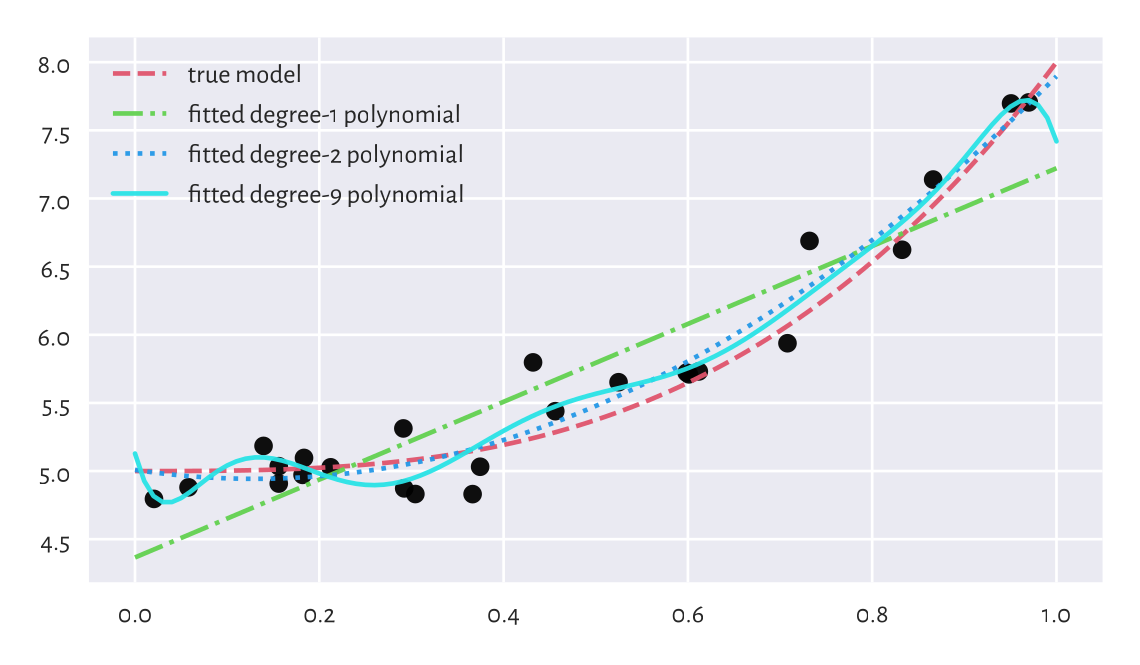 8.0
7.5
7.0
6.5
6.0
5.5
5.0
4.5
true model
fitted degree-1 polynomial
fitted degree-2 polynomial
fitted degree-9 polynomial
0.0 0.2 0.4 0.6 0.8 1.0